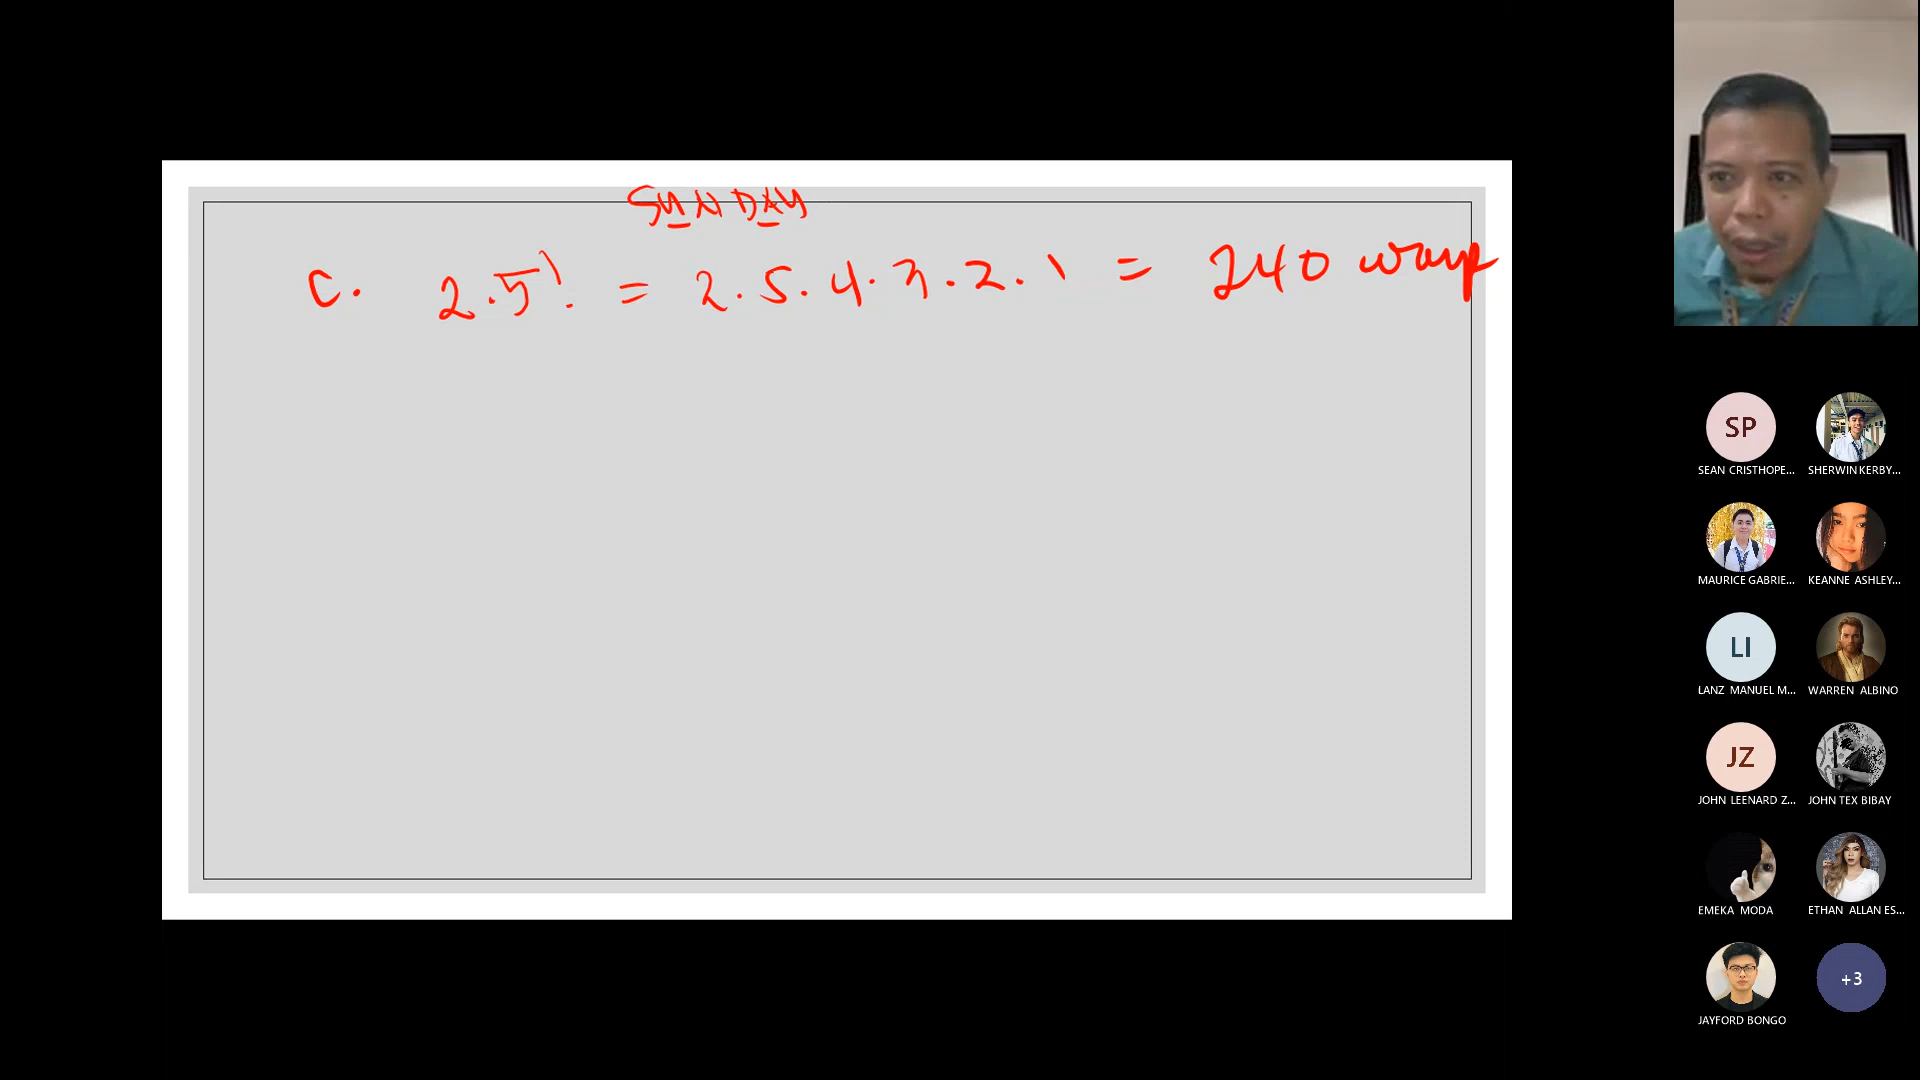 SUNDAY
C. 2.5! = 2.5.4.3.2.1 = 240 ways
SP
SEAN CRISTHOPE... SHERWIN KERBY...
MAURICE GABRIE... KEANNE ASHLEY...
LI
LANZ MANUEL M... WARREN ALBINO
JZ
JOHN LEENARD Z... JOHN TEX BIBAY
EMEKA MODA ETHAN ALLAN ES...
+3
JAYFORD BONGO